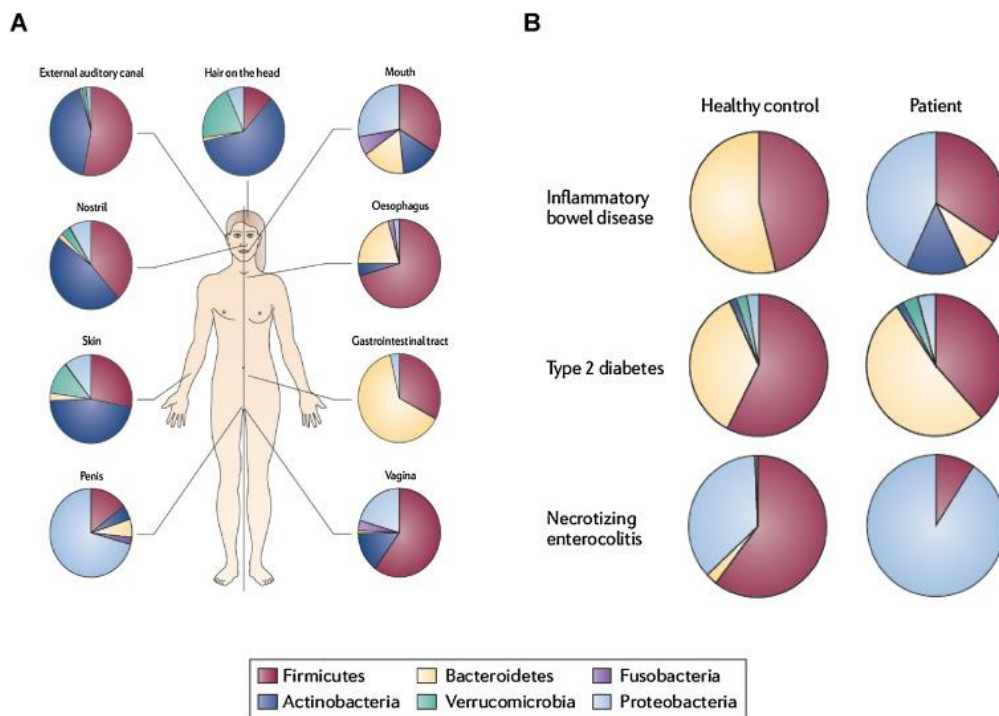 A
B
External auditory canal
Hair on the head
Mouth
Nostril
Oesophagus
Skin
Gastrointestinal tract
Penis
Vagina
Healthy control
Patient
Inflammatory
bowel disease
Type 2 diabetes
Necrotizing
enterocolitis
Firmicutes
Bacteroidetes
Fusobacteria
Actinobacteria
Verrucomicrobia
Proteobacteria